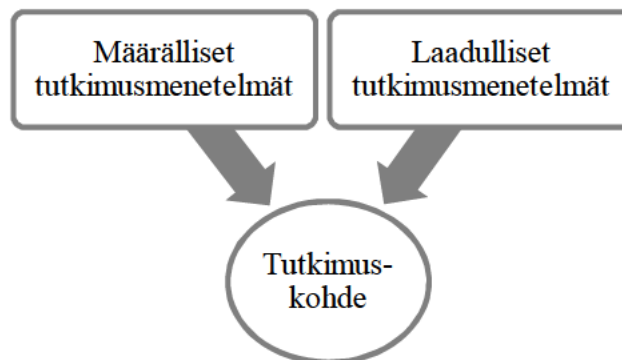 Määrälliset
tutkimusmenetelmät
Laadulliset
tutkimusmenetelmät
Tutkimus-
kohde